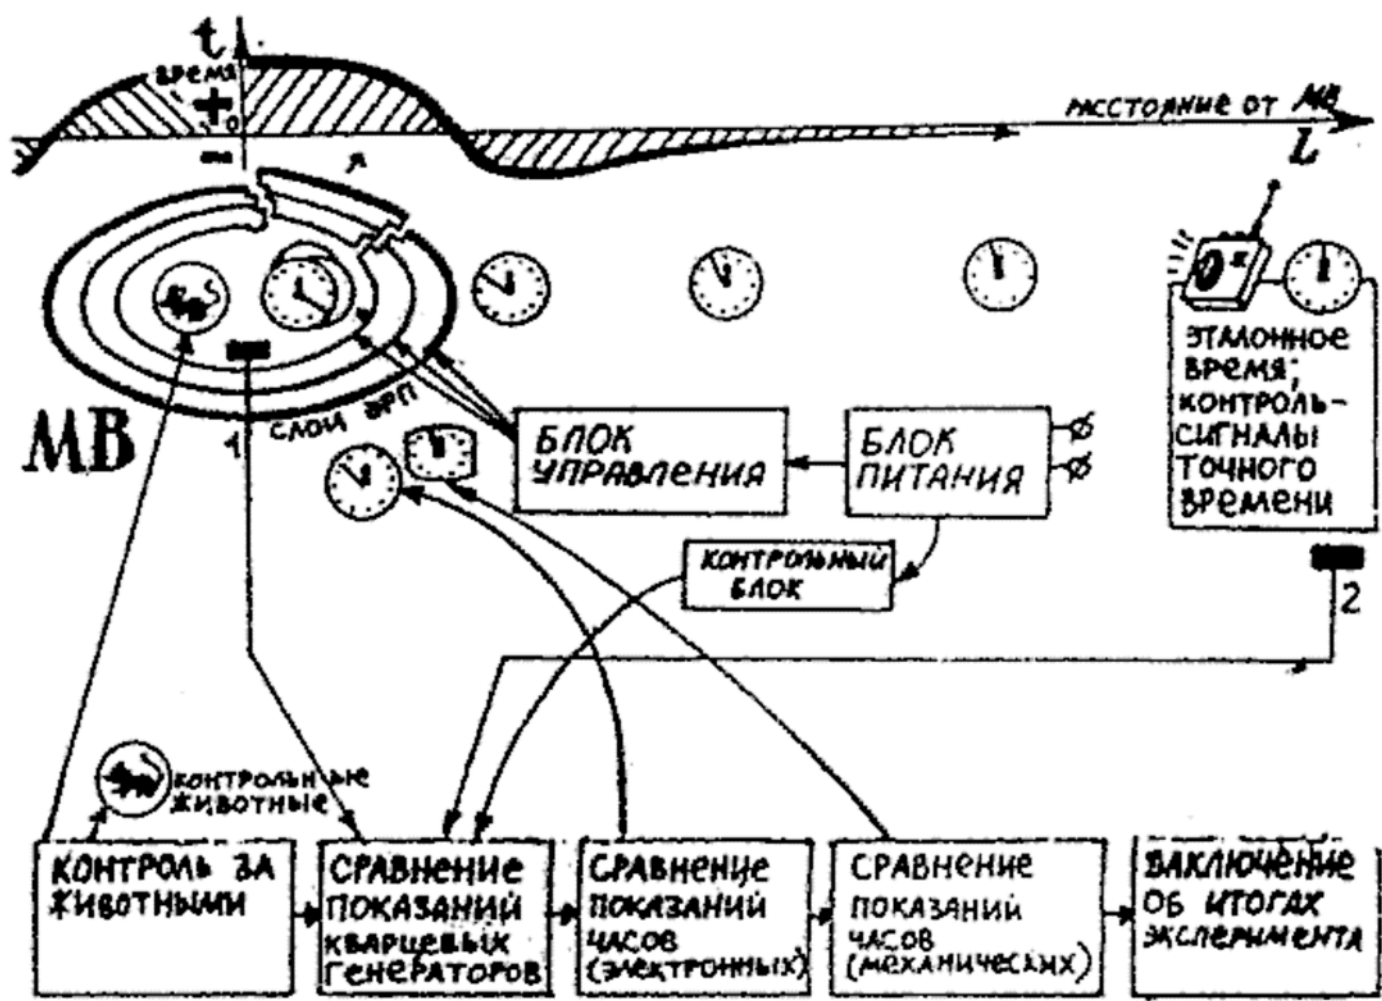 t
время
+
0
−
РАССТОЯНИЕ ОТ МВ
L
МВ
СЛОИ ЭРП
1
БЛОК
УПРАВЛЕНИЯ
БЛОК
ПИТАНИЯ
КОНТРОЛЬНЫЙ
БЛОК
ЭТАЛОННОЕ
ВРЕМЯ;
КОНТРОЛЬ-
СИГНАЛЫ
ТОЧНОГО
ВРЕМЕНИ
2
КОНТРОЛЬНЫЕ
ЖИВОТНЫЕ
КОНТРОЛЬ ЗА
ЖИВОТНЫМИ
СРАВНЕНИЕ
ПОКАЗАНИЙ
КВАРЦЕВЫХ
ГЕНЕРАТОРОВ
СРАВНЕНИЕ
ПОКАЗАНИЙ
ЧАСОВ
(ЭЛЕКТРОННЫХ)
СРАВНЕНИЕ
ПОКАЗАНИЙ
ЧАСОВ
(МЕХАНИЧЕСКИХ)
ЗАКЛЮЧЕНИЕ
ОБ ИТОГАХ
ЭКСПЕРИМЕНТА